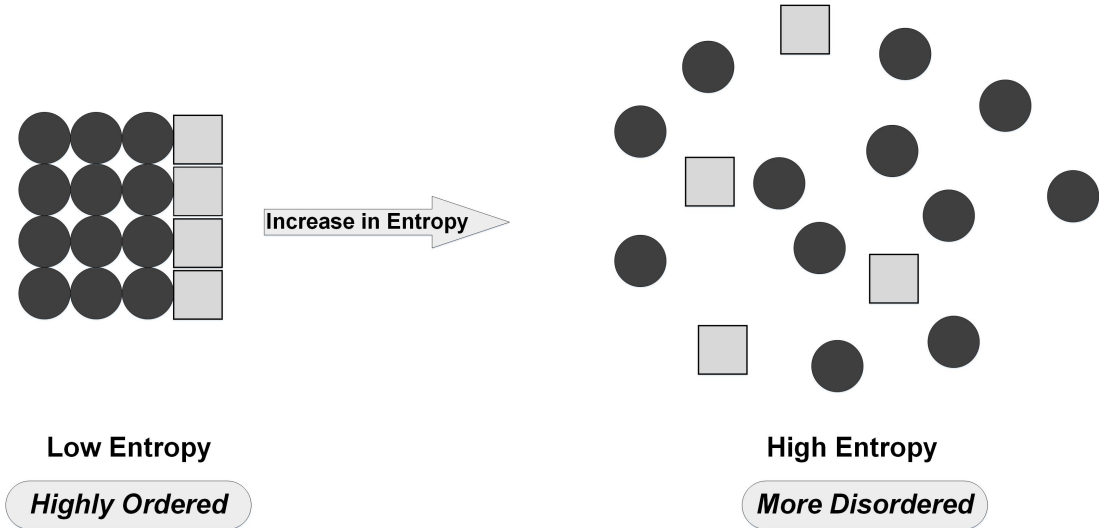 Increase in Entropy
Low Entropy
High Entropy
Highly Ordered
More Disordered